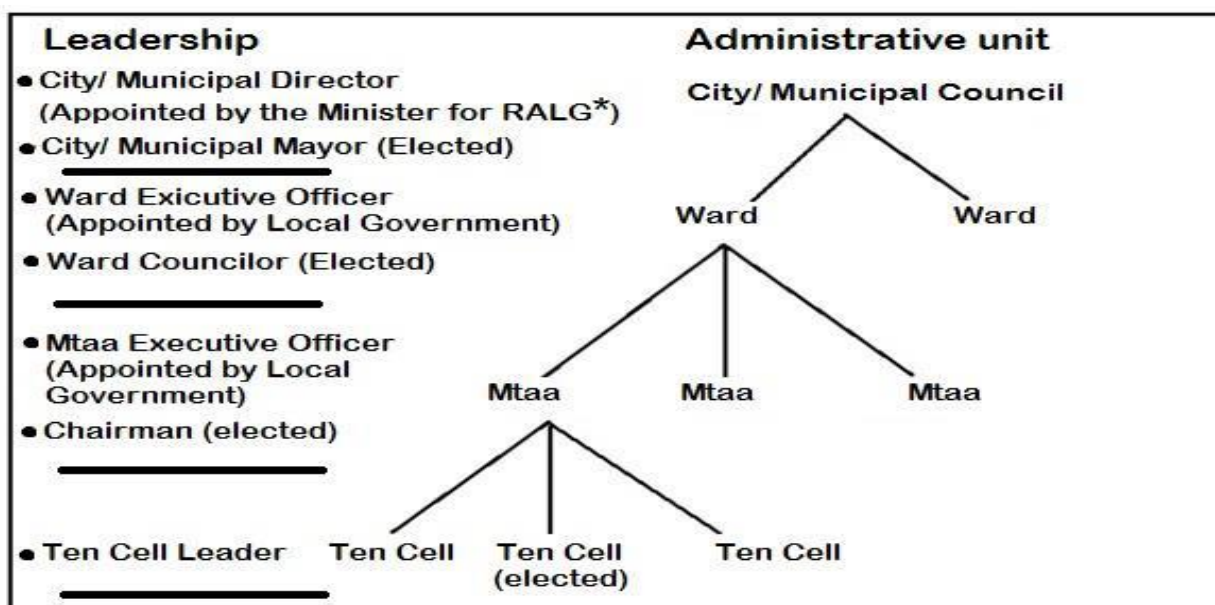 Leadership
• City/ Municipal Director
(Appointed by the Minister for RALG*)
• City/ Municipal Mayor (Elected)
• Ward Exicutive Officer
(Appointed by Local Government)
• Ward Councilor (Elected)
• Mtaa Executive Officer
(Appointed by Local
Government)
• Chairman (elected)
• Ten Cell Leader
Administrative unit
City/ Municipal Council
Ward Ward
Mtaa Mtaa Mtaa
Ten Cell Ten Cell Ten Cell
(elected)